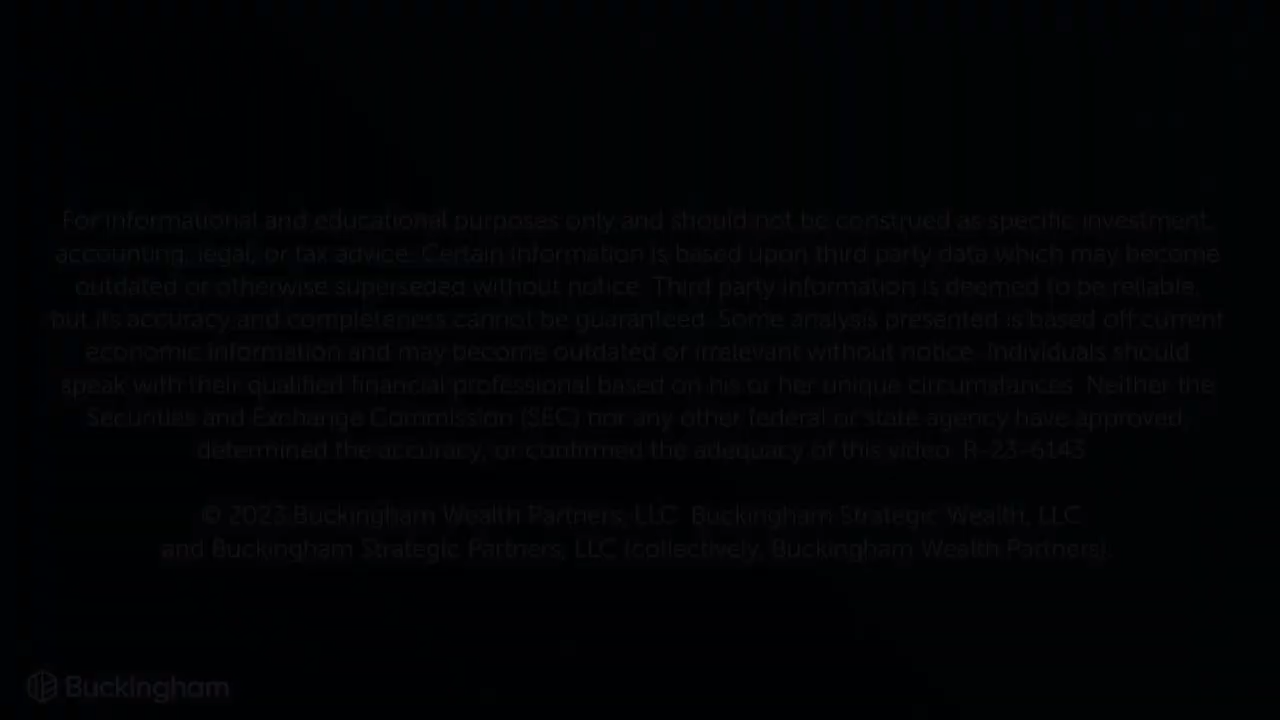 For informational and educational purposes only and should not be construed as specific investment,
accounting, legal, or tax advice. Certain information is based upon third party data which may become
outdated or otherwise superseded without notice. Third party information is deemed to be reliable,
but its accuracy and completeness cannot be guaranteed. Some analysis presented is based off current
economic information and may become outdated or irrelevant without notice. Individuals should
speak with their qualified financial professional based on his or her unique circumstances. Neither the
Securities and Exchange Commission (SEC) nor any other federal or state agency have approved,
determined the accuracy, or confirmed the adequacy of this video. R-23-6143
© 2023 Buckingham Wealth Partners, LLC. Buckingham Strategic Wealth, LLC
and Buckingham Strategic Partners, LLC (collectively, Buckingham Wealth Partners).
Buckingham